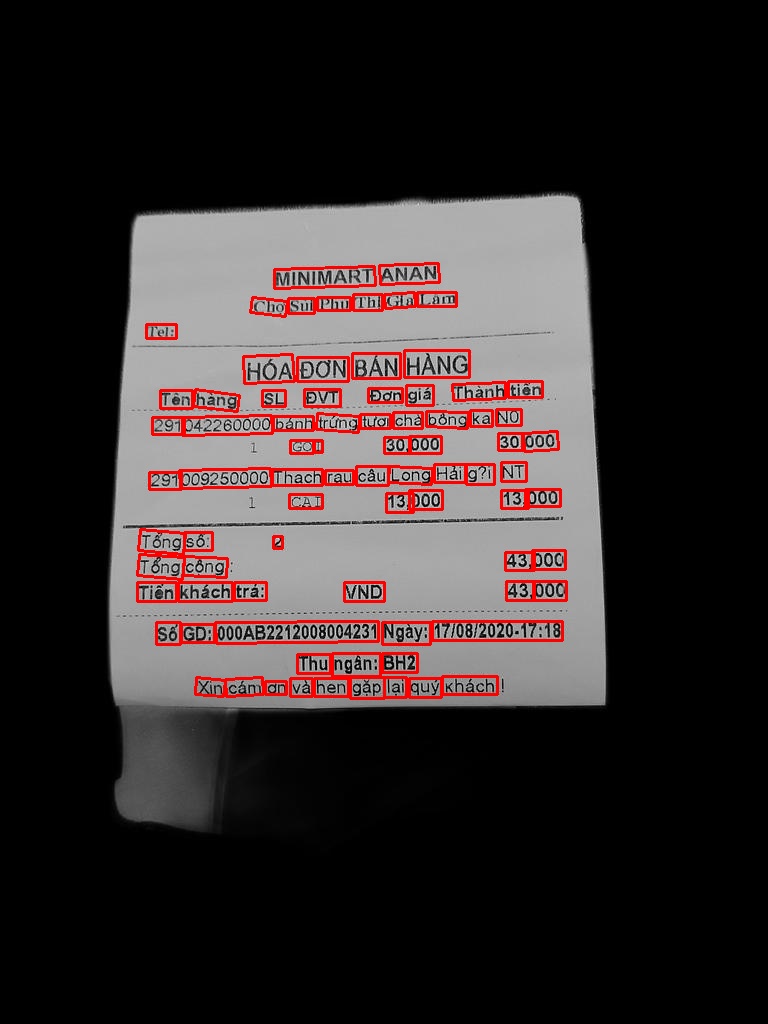 MINIMART ANAN
Chợ Sủi Phú Thị Gia Lâm
Tel:
HÓA ĐƠN BÁN HÀNG
Tên hàng SL ĐVT Đơn giá Thành tiền
291042260000 bánh trứng tươi chà bông ka N0
1 GOI 30,000 30,000
291009250000 Thach rau câu Long Hải g?i NT
1 CAI 13,000 13,000
Tổng số: 2
Tổng cộng : 43,000
Tiền khách trả: VND 43,000
Số GD: 000AB2212008004231 Ngày: 17/08/2020-17:18
Thu ngân: BH2
Xin cảm ơn và hẹn gặp lại quý khách !